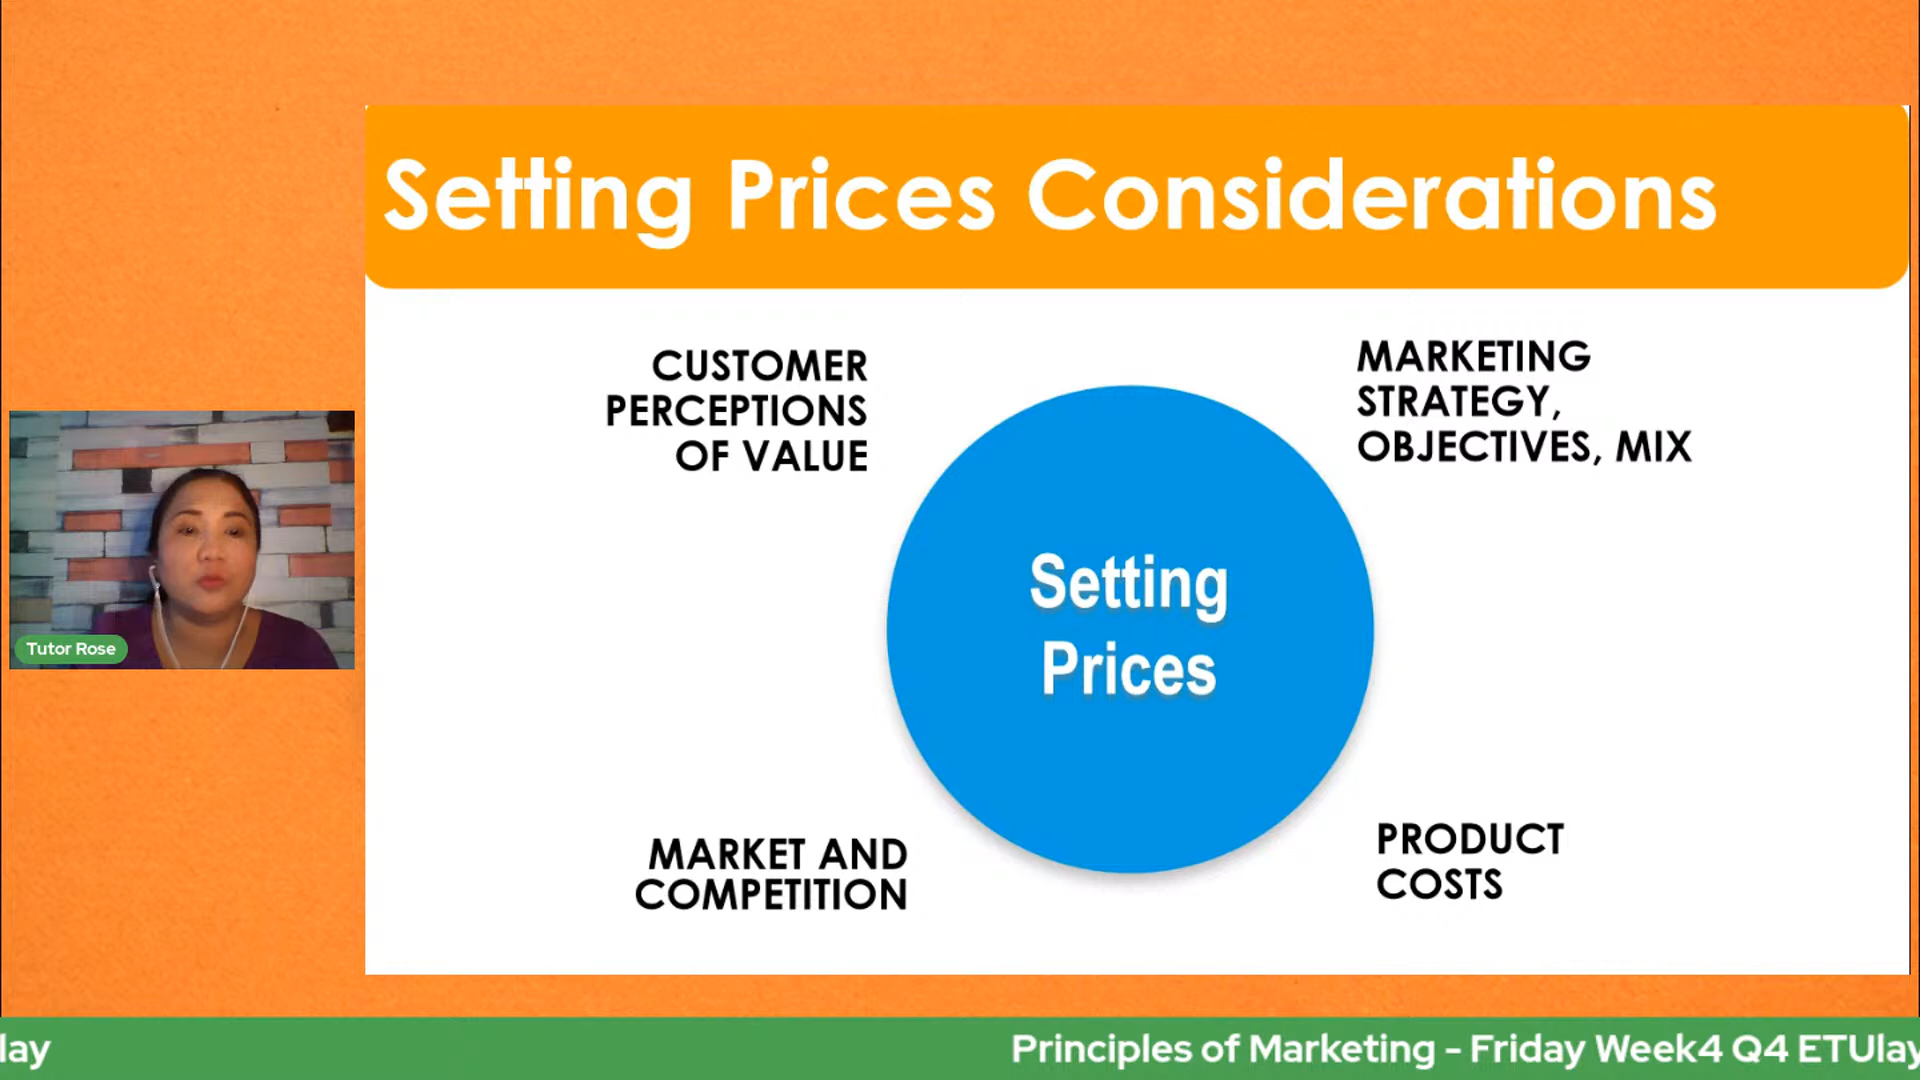 Setting Prices Considerations
CUSTOMER
PERCEPTIONS
OF VALUE
MARKETING
STRATEGY,
OBJECTIVES, MIX
Setting
Prices
MARKET AND
COMPETITION
PRODUCT
COSTS
Tutor Rose
lay
Principles of Marketing - Friday Week4 Q4 ETUlay